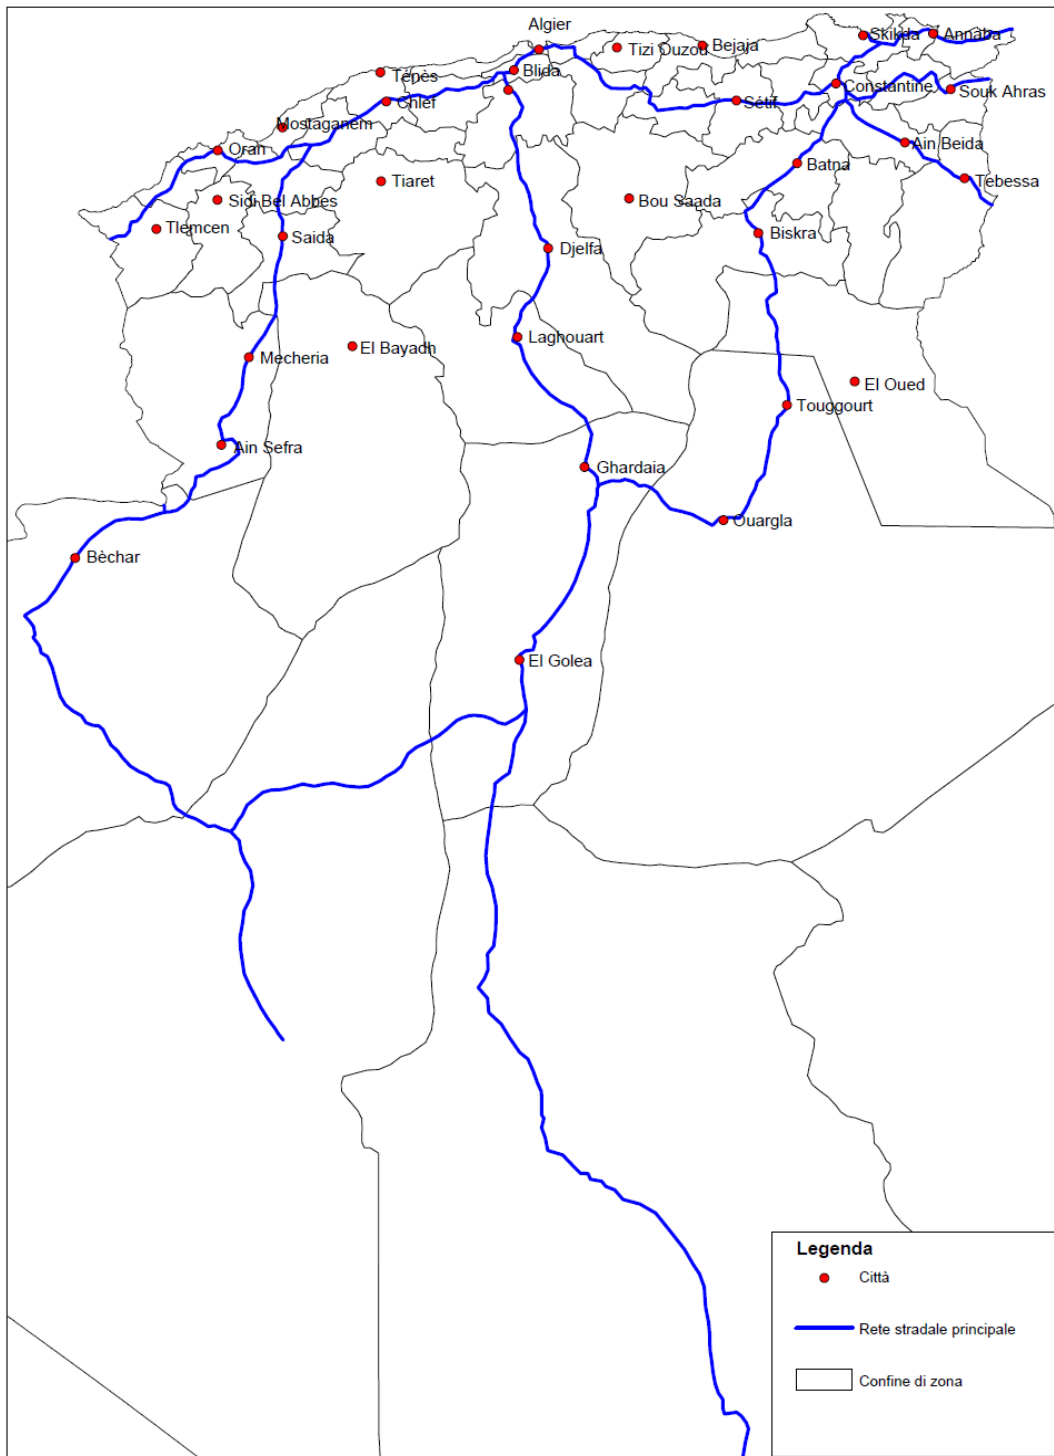 Algier
Skikda
Annaba
Tizi Ouzou
Bejaja
Blida
Ténès
Constantine
Souk Ahras
Chlef
Sétif
Mostaganem
Oran
Ain Beida
Batna
Tebessa
Tiaret
Sidi Bel Abbes
Bou Saada
Tlemcen
Saida
Biskra
Djelfa
Laghouart
El Bayadh
Mecheria
El Oued
Touggourt
Ain Sefra
Ghardaia
Ouargla
Bèchar
El Golea
Legenda
Città
Rete stradale principale
Confine di zona